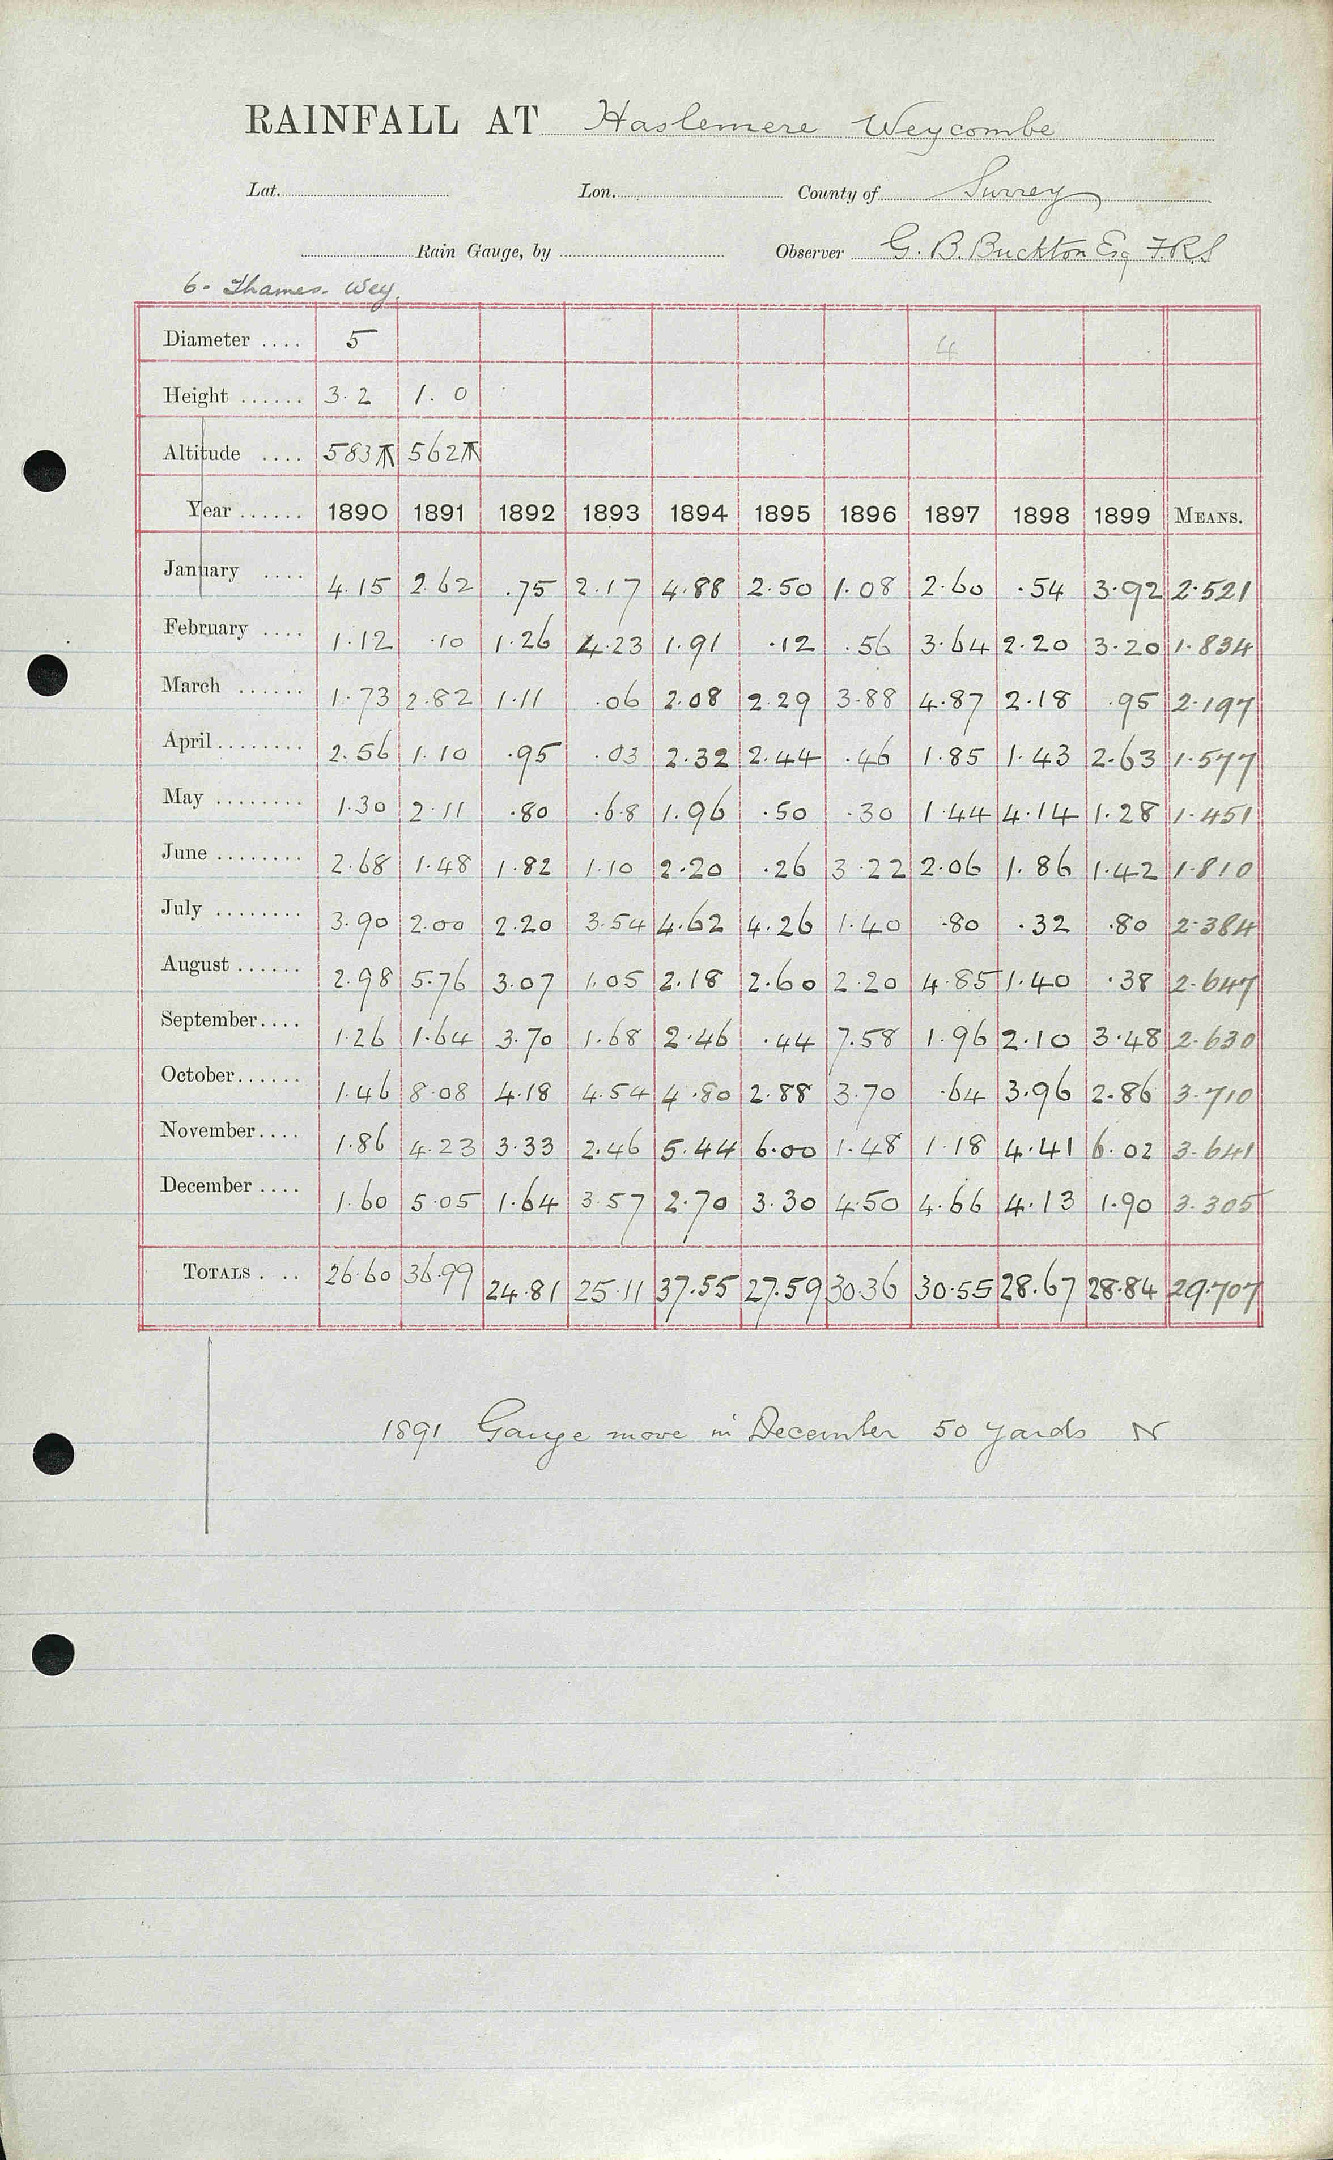 RAINFALL AT Haslemere Weycombe
Lat. Lon. County of Surrey
Rain Gauge, by Observer G. B. Buckton Esq F.R.S
6- Thames. Wey.
Diameter .... 5 4
Height ...... 3.2 1.0
Altitude .... 583 562
Year ...... 1890 1891 1892 1893 1894 1895 1896 1897 1898 1899 MEANS.
January .... 4.15 2.62 .75 2.17 4.88 2.50 1.08 2.60 .54 3.92 2.521
February .... 1.12 .10 1.26 4.23 1.91 .12 .56 3.64 2.20 3.20 1.834
March ...... 1.73 2.82 1.11 .06 2.08 2.29 3.88 4.87 2.18 .95 2.197
April ........ 2.56 1.10 .95 .03 2.32 2.44 .46 1.85 1.43 2.63 1.577
May ........ 1.30 2.11 .80 .68 1.96 .50 .30 1.44 4.14 1.28 1.451
June ........ 2.68 1.48 1.82 1.10 2.20 .26 3.22 2.06 1.86 1.42 1.810
July ........ 3.90 2.00 2.20 3.54 4.62 4.26 1.40 .80 .32 .80 2.384
August ...... 2.98 5.76 3.07 1.05 2.18 2.60 2.20 4.85 1.40 .38 2.647
September .... 1.26 1.64 3.70 1.68 2.46 .44 7.58 1.96 2.10 3.48 2.630
October ...... 1.46 8.08 4.18 4.54 4.80 2.88 3.70 .64 3.96 2.86 3.710
November .... 1.86 4.23 3.33 2.46 5.44 6.00 1.48 1.18 4.41 6.02 3.641
December .... 1.60 5.05 1.64 3.57 2.70 3.30 4.50 4.66 4.13 1.90 3.305
TOTALS .... 26.60 36.99 24.81 25.11 37.55 27.59 30.36 30.55 28.67 28.84 29.707
1891 Gauge move in December 50 yards N